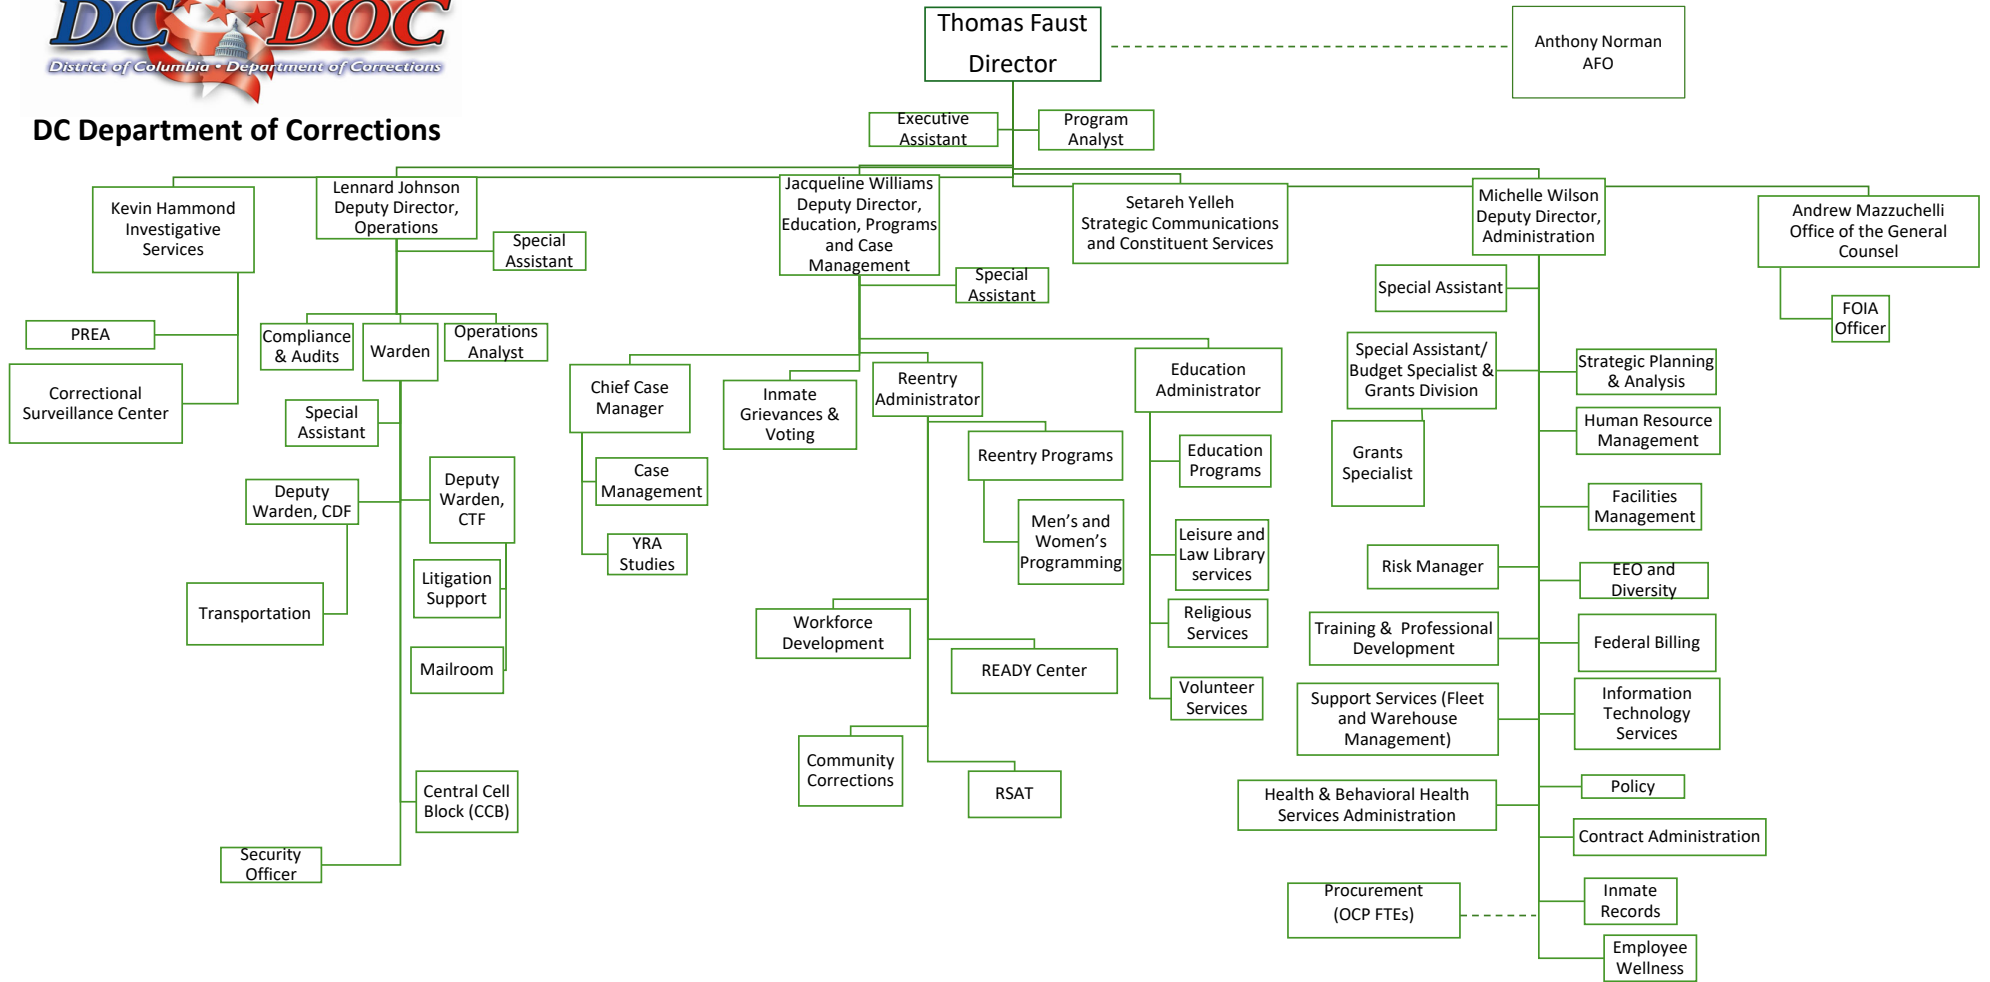 DC DOC
District of Columbia • Department of Corrections
DC Department of Corrections
Thomas Faust
Director
Anthony Norman
AFO
Executive
Assistant
Program
Analyst
Kevin Hammond
Investigative
Services
Lennard Johnson
Deputy Director,
Operations
Jacqueline Williams
Deputy Director,
Education, Programs
and Case
Management
Setareh Yelleh
Strategic Communications
and Constituent Services
Michelle Wilson
Deputy Director,
Administration
Andrew Mazzuchelli
Office of the General
Counsel
Special
Assistant
Special
Assistant
Special Assistant
FOIA
Officer
PREA
Correctional
Surveillance Center
Compliance
& Audits
Warden
Operations
Analyst
Special
Assistant
Deputy
Warden, CDF
Deputy
Warden,
CTF
Transportation
Litigation
Support
Mailroom
Central Cell
Block (CCB)
Security
Officer
Chief Case
Manager
Case
Management
YRA
Studies
Inmate
Grievances &
Voting
Reentry
Administrator
Reentry Programs
Men’s and
Women’s
Programming
Workforce
Development
READY Center
Community
Corrections
RSAT
Education
Administrator
Education
Programs
Leisure and
Law Library
services
Religious
Services
Volunteer
Services
Special Assistant/
Budget Specialist &
Grants Division
Grants
Specialist
Strategic Planning
& Analysis
Human Resource
Management
Facilities
Management
Risk Manager
EEO and
Diversity
Training & Professional
Development
Federal Billing
Support Services (Fleet
and Warehouse
Management)
Information
Technology
Services
Health & Behavioral Health
Services Administration
Policy
Contract Administration
Procurement
(OCP FTEs)
Inmate
Records
Employee
Wellness